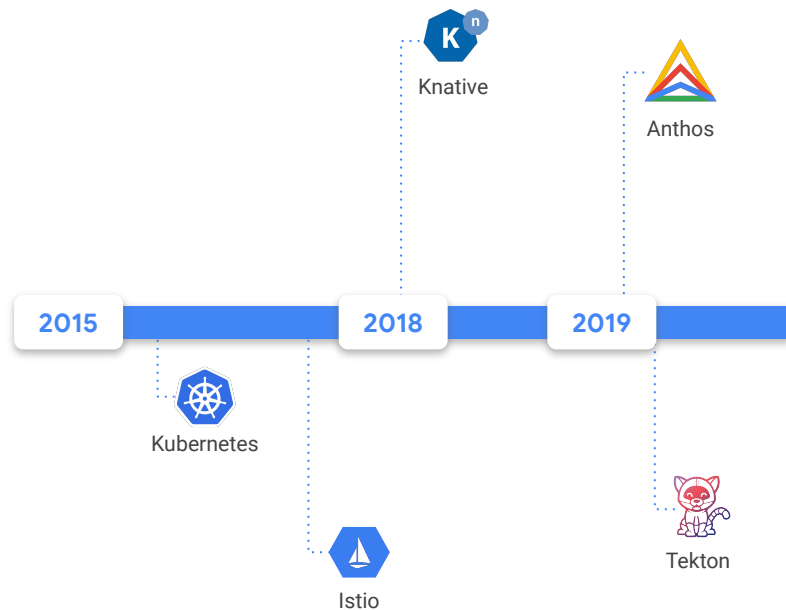 K n
Knative
Anthos
2015
2018
2019
Kubernetes
Istio
Tekton